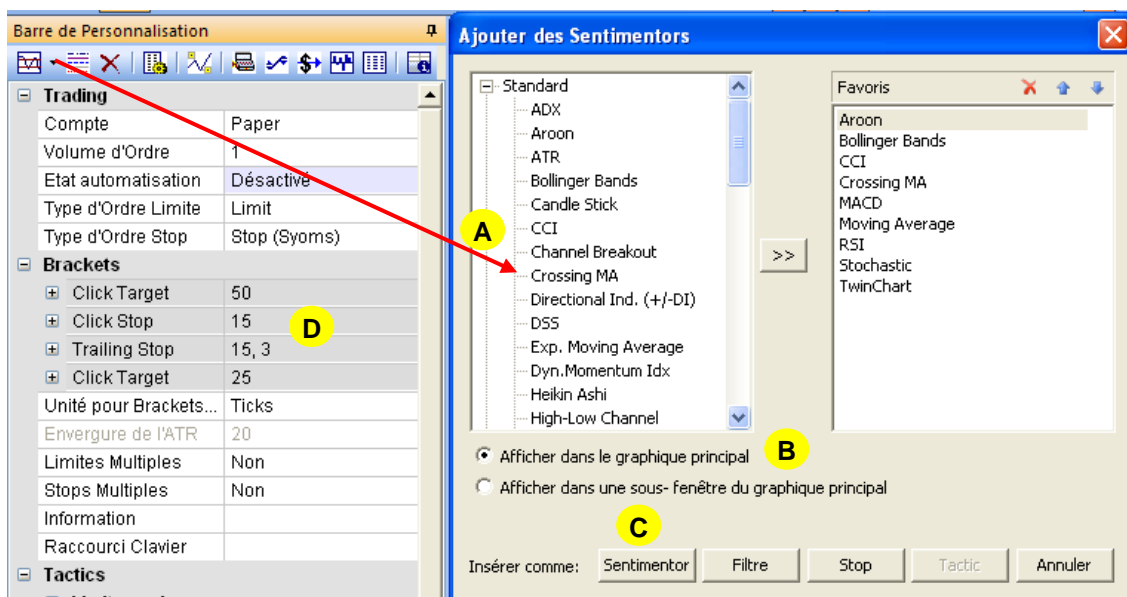 Barre de Personnalisation
Trading
Compte Paper
Volume d'Ordre 1
Etat automatisation Désactivé
Type d'Ordre Limite Limit
Type d'Ordre Stop Stop (Syoms)
Brackets
Click Target 50
Click Stop 15
Trailing Stop 15, 3
Click Target 25
D
Unité pour Brackets... Ticks
Envergure de l'ATR 20
Limites Multiples Non
Stops Multiples Non
Information
Raccourci Clavier
Tactics
Ajouter des Sentimentors
Standard
ADX
Aroon
ATR
Bollinger Bands
Candle Stick
A
CCI
Channel Breakout
Crossing MA
Directional Ind. (+/-DI)
DSS
Exp. Moving Average
Dyn.Momentum Idx
Heikin Ashi
High-Low Channel
>>
Favoris
Aroon
Bollinger Bands
CCI
Crossing MA
MACD
Moving Average
RSI
Stochastic
TwinChart
Afficher dans le graphique principal
B
Afficher dans une sous- fenêtre du graphique principal
C
Insérer comme: Sentimentor Filtre Stop Tactic Annuler